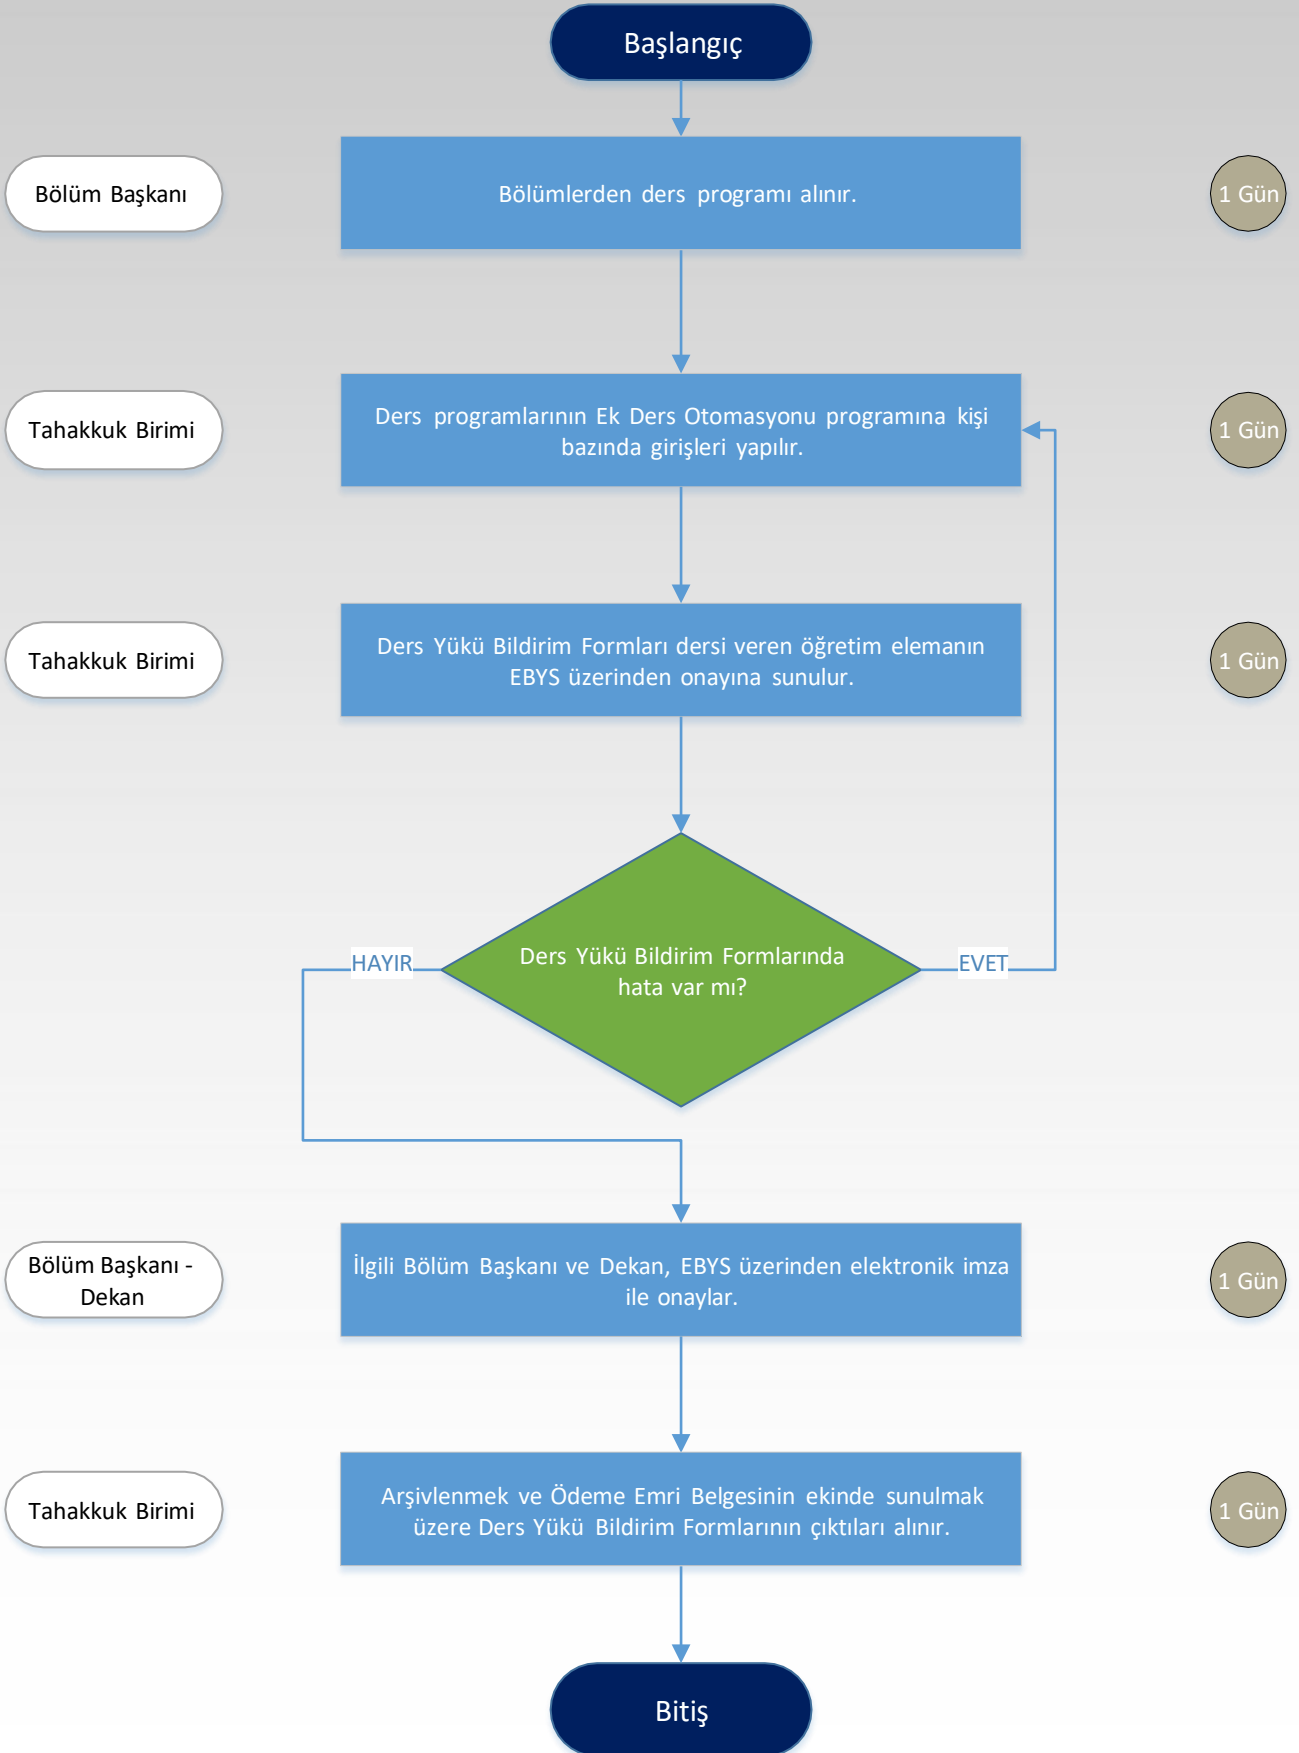 Başlangıç
Bölüm Başkanı
Bölümlerden ders programı alınır.
1 Gün
Tahakkuk Birimi
Ders programlarının Ek Ders Otomasyonu programına kişi
bazında girişleri yapılır.
1 Gün
Tahakkuk Birimi
Ders Yükü Bildirim Formları dersi veren öğretim elemanın
EBYS üzerinden onayına sunulur.
1 Gün
HAYIR
Ders Yükü Bildirim Formlarında
hata var mı?
EVET
Bölüm Başkanı -
Dekan
İlgili Bölüm Başkanı ve Dekan, EBYS üzerinden elektronik imza
ile onaylar.
1 Gün
Tahakkuk Birimi
Arşivlenmek ve Ödeme Emri Belgesinin ekinde sunulmak
üzere Ders Yükü Bildirim Formlarının çıktıları alınır.
1 Gün
Bitiş